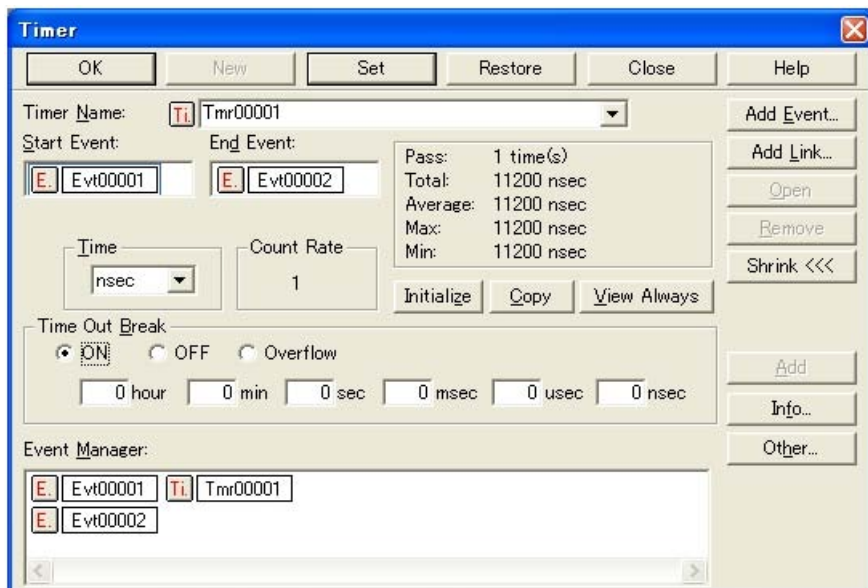 Timer
OK New Set Restore Close Help
Timer Name: Ti. Tmr00001 Add Event...
Start Event: End Event: Add Link...
E. Evt00001 E. Evt00002
Pass: 1 time(s)
Total: 11200 nsec
Average: 11200 nsec
Max: 11200 nsec
Min: 11200 nsec
Open
Remove
Shrink <<<
Time Count Rate
nsec 1
Initialize Copy View Always
Time Out Break
ON OFF Overflow
0 hour 0 min 0 sec 0 msec 0 usec 0 nsec
Add
Info...
Other...
Event Manager:
E. Evt00001 Ti. Tmr00001
E. Evt00002